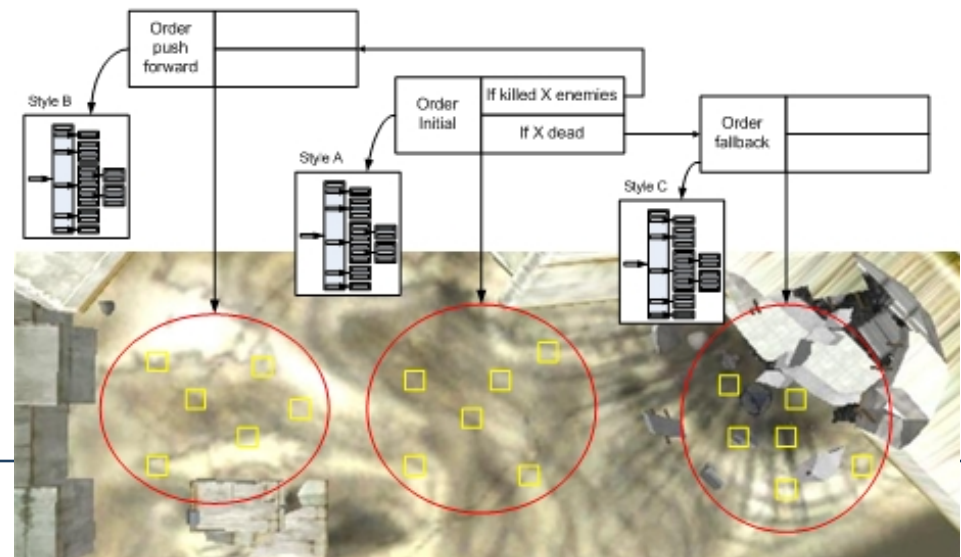 Order
push
forward
Style B
Order
Initial
If killed X enemies
If X dead
Style A
Order
fallback
Style C